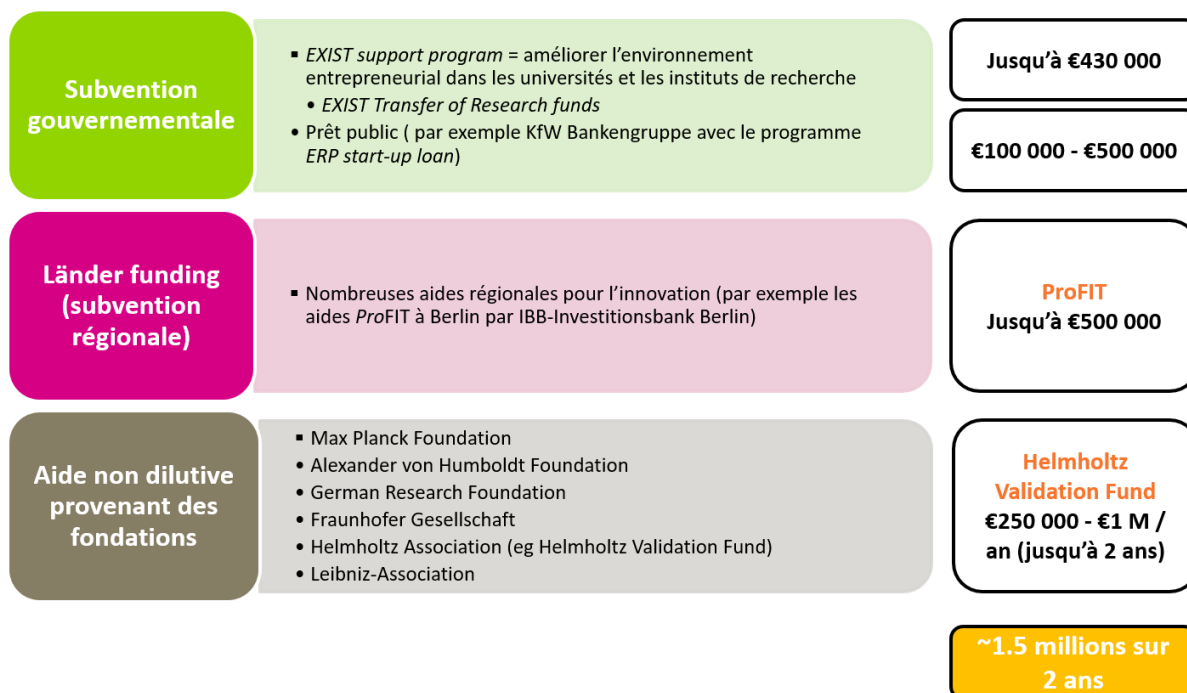 Subvention
gouvernementale
▪ EXIST support program = améliorer l'environnement
entrepreneurial dans les universités et les instituts de recherche
• EXIST Transfer of Research funds
• Prêt public ( par exemple KfW Bankengruppe avec le programme
ERP start-up loan)
Jusqu'à €430 000
€100 000 - €500 000
Länder funding
(subvention
régionale)
▪ Nombreuses aides régionales pour l'innovation (par exemple les
aides ProFIT à Berlin par IBB-Investitionsbank Berlin)
ProFIT
Jusqu'à €500 000
Aide non dilutive
provenant des
fondations
▪ Max Planck Foundation
• Alexander von Humboldt Foundation
• German Research Foundation
• Fraunhofer Gesellschaft
• Helmholtz Association (eg Helmholtz Validation Fund)
• Leibniz-Association
Helmholtz
Validation Fund
€250 000 - €1 M /
an (jusqu'à 2 ans)
~1.5 millions sur
2 ans